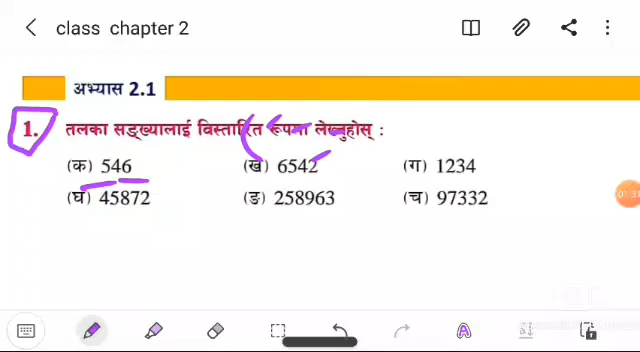 class chapter 2
अभ्यास 2.1
1. तलका सङ्ख्यालाई विस्तारित रूपमा लेख्नुहोस् :
(क) 546 (ख) 6542 (ग) 1234
(घ) 45872 (ङ) 258963 (च) 97332